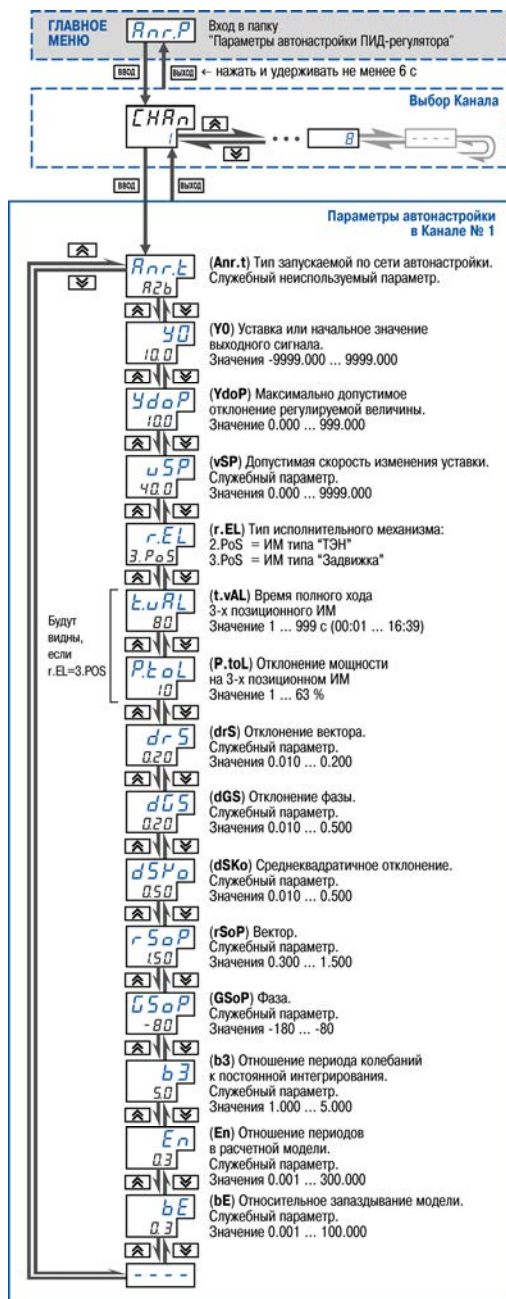 ГЛАВНОЕ МЕНЮ
Anr.P
Вход в папку
"Параметры автонастройки ПИД-регулятора"
ВВОД
ВЫХОД
← нажать и удерживать не менее 6 с
Выбор Канала
CHAn
1
• • •
8
- - - -
ВВОД
ВЫХОД
Параметры автонастройки
в Канале № 1
Anr.t
A2b
(Anr.t) Тип запускаемой по сети автонастройки.
Служебный неиспользуемый параметр.
Y0
10.0
(Y0) Уставка или начальное значение
выходного сигнала.
Значения -9999.000 ... 9999.000
YdoP
10.0
(YdoP) Максимально допустимое
отклонение регулируемой величины.
Значение 0.000 ... 999.000
vSP
40.0
(vSP) Допустимая скорость изменения уставки.
Служебный параметр.
Значения 0.000 ... 9999.000
r.EL
3.PoS
(r.EL) Тип исполнительного механизма:
2.PoS = ИМ типа "ТЭН"
3.PoS = ИМ типа "Задвижка"
Будут
видны,
если
r.EL=3.POS
t.vAL
80
(t.vAL) Время полного хода
3-х позиционного ИМ
Значение 1 ... 999 с (00:01 ... 16:39)
P.toL
10
(P.toL) Отклонение мощности
на 3-х позиционном ИМ
Значение 1 ... 63 %
drS
0.20
(drS) Отклонение вектора.
Служебный параметр.
Значения 0.010 ... 0.200
dGS
0.20
(dGS) Отклонение фазы.
Служебный параметр.
Значения 0.010 ... 0.500
dSKo
0.50
(dSKo) Среднеквадратичное отклонение.
Служебный параметр.
Значения 0.010 ... 0.500
rSoP
1.50
(rSoP) Вектор.
Служебный параметр.
Значения 0.300 ... 1.500
GSoP
-80
(GSoP) Фаза.
Служебный параметр.
Значения -180 ... -80
b3
5.0
(b3) Отношение периода колебаний
к постоянной интегрирования.
Служебный параметр.
Значения 1.000 ... 5.000
En
0.3
(En) Отношение периодов
в расчетной модели.
Служебный параметр.
Значения 0.001 ... 300.000
bE
0.3
(bE) Относительное запаздывание модели.
Служебный параметр.
Значение 0.001 ... 100.000
- - - -